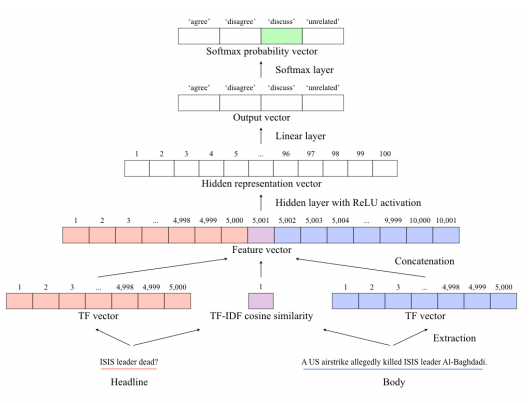 'agree' 'disagree' 'discuss' 'unrelated'
Softmax probability vector
Softmax layer
'agree' 'disagree' 'discuss' 'unrelated'
Output vector
Linear layer
1 2 3 4 5 ... 96 97 98 99 100
Hidden representation vector
Hidden layer with ReLU activation
1 2 3 ... 4,998 4,999 5,000 5,001 5,002 5,003 5,004 ... 9,999 10,000 10,001
Feature vector
Concatenation
1 2 3 ... 4,998 4,999 5,000 1 1 2 3 ... 4,998 4,999 5,000
TF vector TF-IDF cosine similarity TF vector
Extraction
ISIS leader dead? A US airstrike allegedly killed ISIS leader Al-Baghdadi.
Headline Body